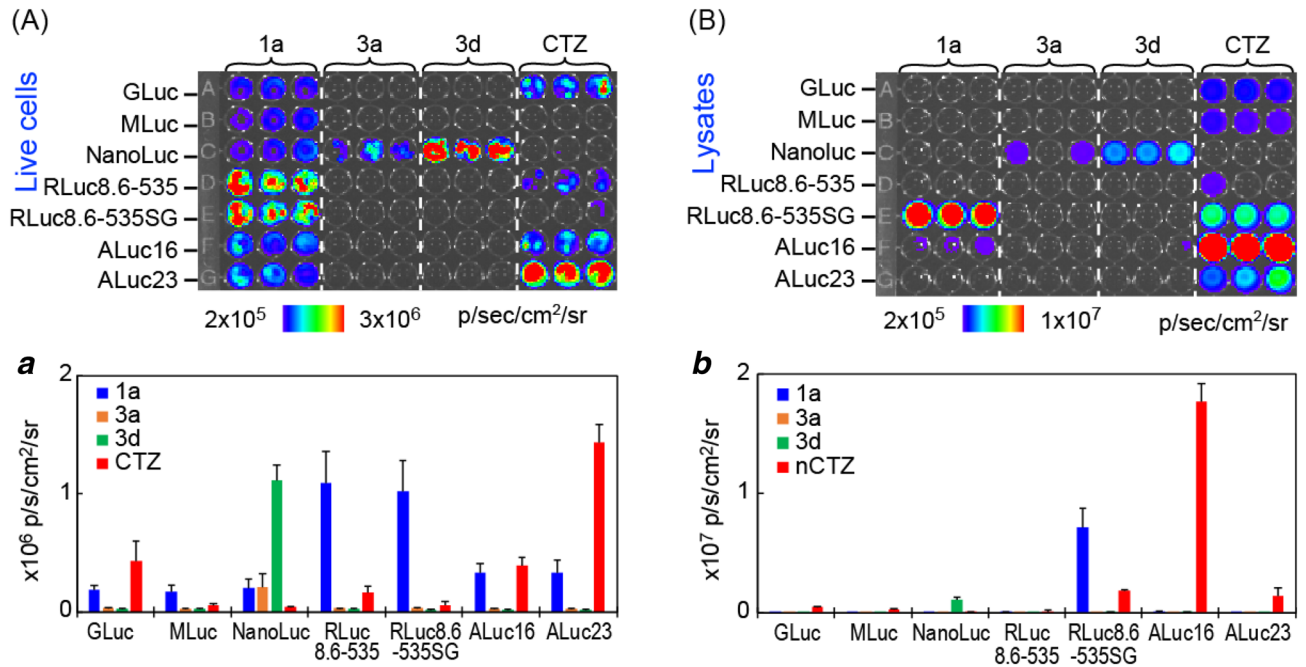 (A)
1a 3a 3d CTZ
Live cells
GLuc
MLuc
NanoLuc
RLuc8.6-535
RLuc8.6-535SG
ALuc16
ALuc23
A
B
C
D
E
F
G
2x10⁵ 3x10⁶ p/sec/cm²/sr
(B)
1a 3a 3d CTZ
Lysates
GLuc
MLuc
Nanoluc
RLuc8.6-535
RLuc8.6-535SG
ALuc16
ALuc23
A
B
C
D
E
F
G
2x10⁵ 1x10⁷ p/sec/cm²/sr
a
x10⁶ p/s/cm²/sr
2
1
0
1a
3a
3d
CTZ
GLuc MLuc NanoLuc RLuc RLuc8.6 ALuc16 ALuc23
8.6-535 -535SG
b
x10⁷ p/s/cm²/sr
2
1
0
1a
3a
3d
nCTZ
GLuc MLuc NanoLuc RLuc RLuc8.6 ALuc16 ALuc23
8.6-535 -535SG